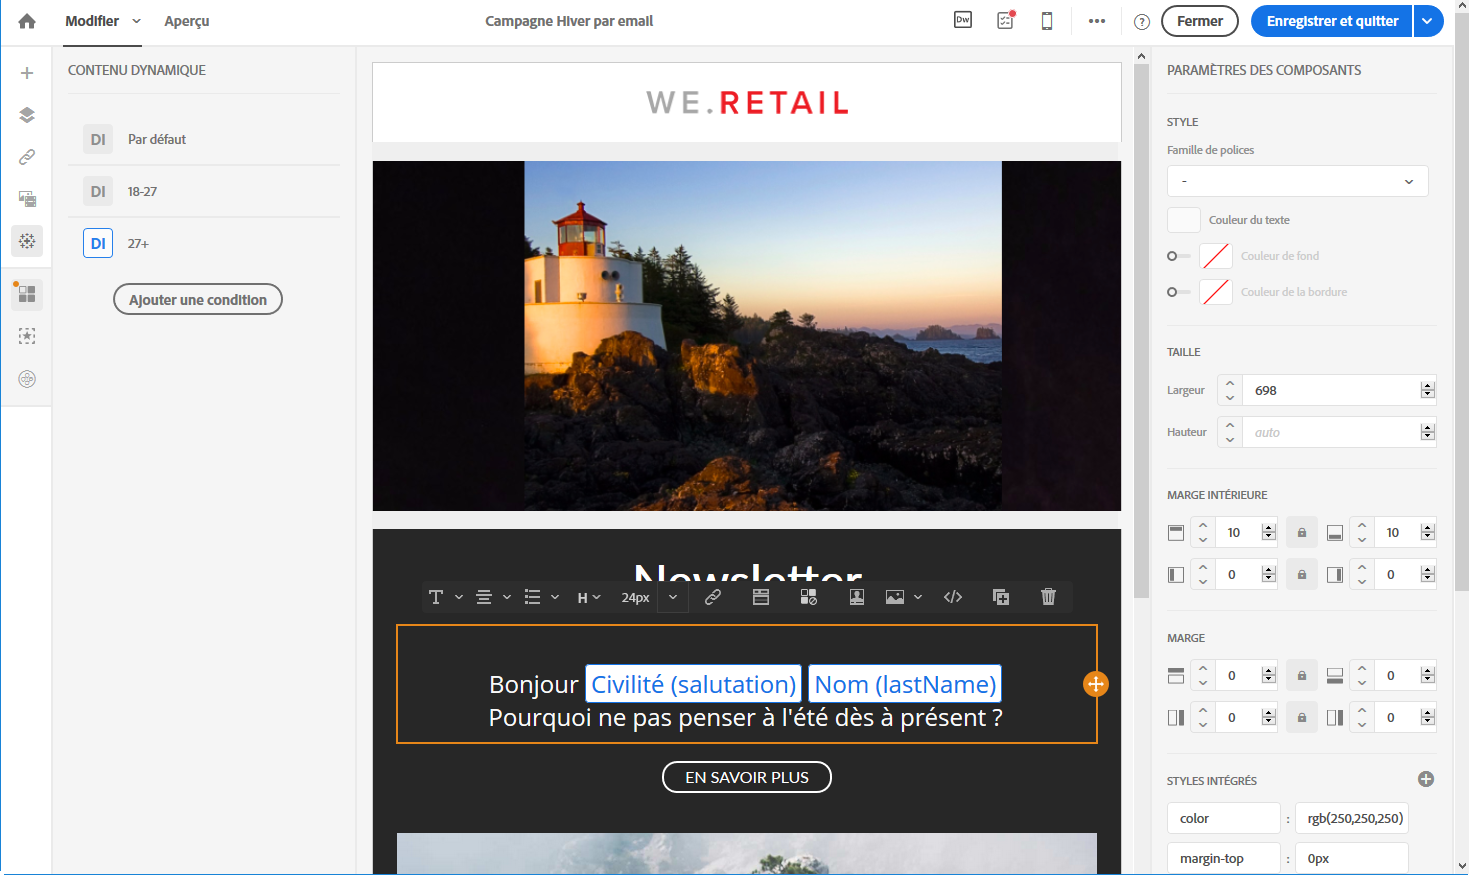 Modifier
Aperçu
Campagne Hiver par email
Dw
Fermer
Enregistrer et quitter
CONTENU DYNAMIQUE
DI Par défaut
DI 18-27
DI 27+
Ajouter une condition
WE.RETAIL
Newsletter
H
24px
Bonjour Civilité (salutation) Nom (lastName)
Pourquoi ne pas penser à l'été dès à présent ?
EN SAVOIR PLUS
PARAMÈTRES DES COMPOSANTS
STYLE
Famille de polices
-
Couleur du texte
Couleur de fond
Couleur de la bordure
TAILLE
Largeur 698
Hauteur auto
MARGE INTÉRIEURE
10 10
0 0
MARGE
0 0
0 0
STYLES INTÉGRÉS
color : rgb(250,250,250)
margin-top : 0px